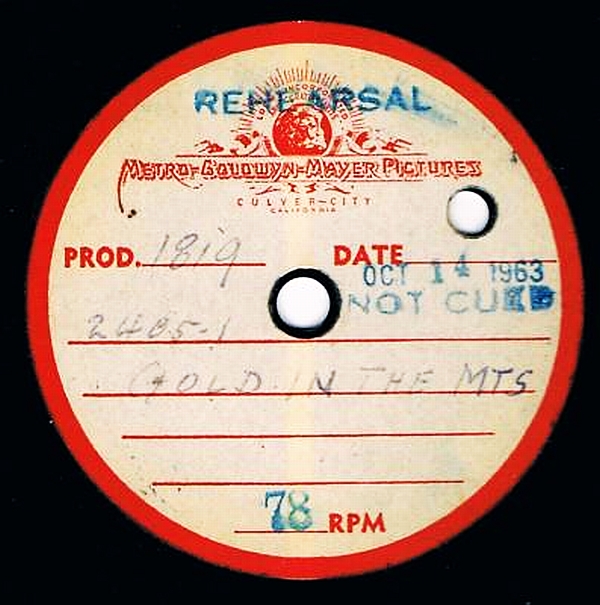 REHEARSAL
METRO-GOLDWYN-MAYER PICTURES
CULVER-CITY
CALIFORNIA
PROD. 1819 DATE
OCT 14 1963
NOT CUED
2485-1
GOLD IN THE MTS
78 RPM